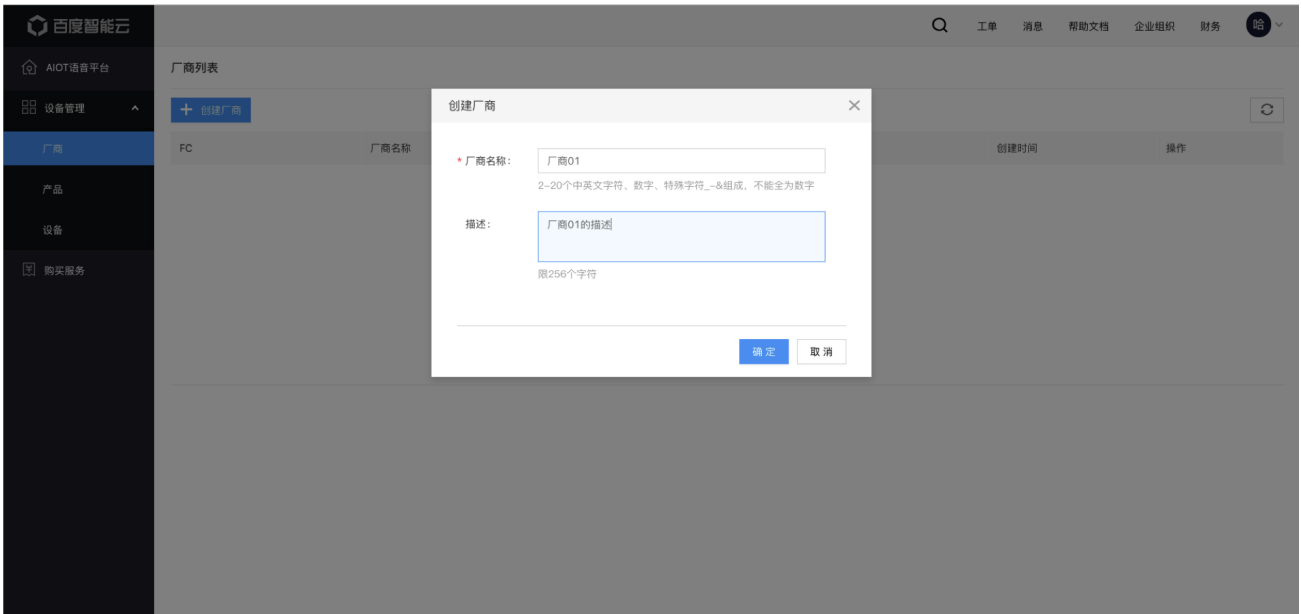 百度智能云
工单 消息 帮助文档 企业组织 财务 哈
AIOT语音平台
设备管理
厂商
产品
设备
购买服务
厂商列表
创建厂商
FC 厂商名称 创建时间 操作
创建厂商
* 厂商名称: 厂商01
2-20个中英文字符、数字、特殊字符_-&组成,不能全为数字
描述: 厂商01的描述
限256个字符
确定 取消